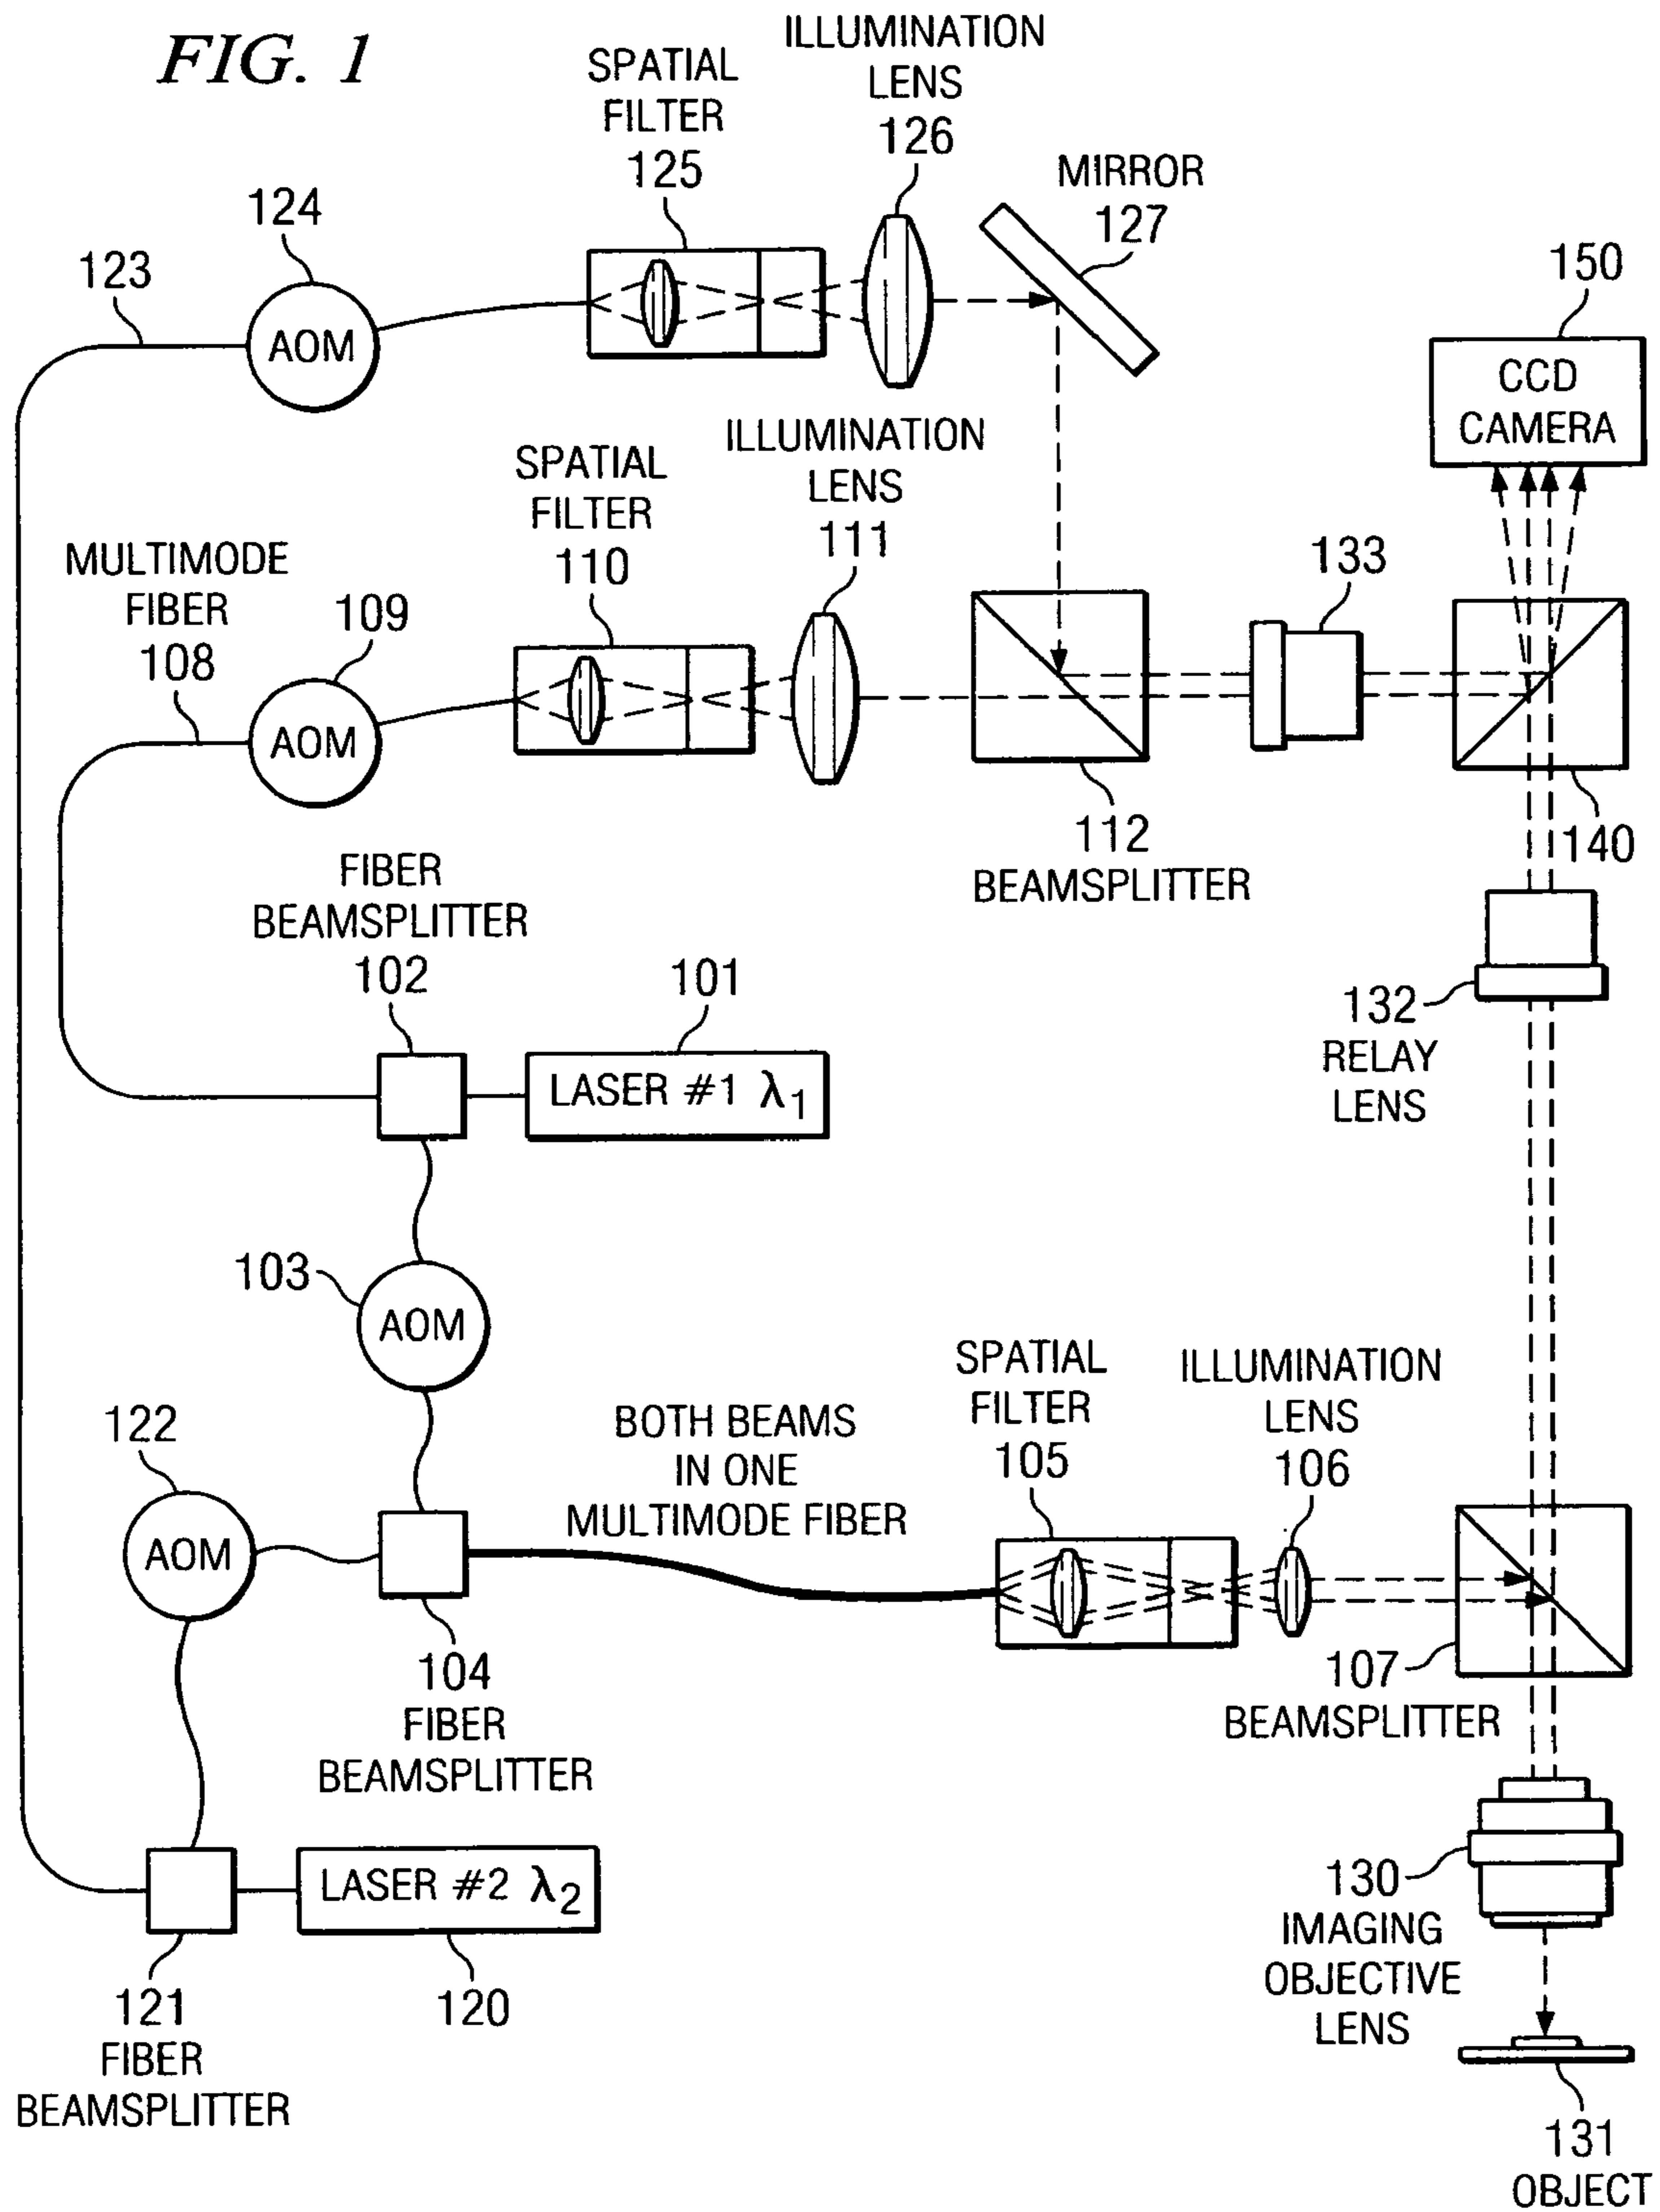 FIG. 1
ILLUMINATION
LENS
126
SPATIAL
FILTER
125
MIRROR
127
124
123
AOM
150
CCD
CAMERA
ILLUMINATION
LENS
111
SPATIAL
FILTER
110
MULTIMODE
FIBER
108
109
AOM
133
112
BEAMSPLITTER
140
FIBER
BEAMSPLITTER
102
101
LASER #1 λ1
132
RELAY
LENS
103
AOM
SPATIAL
FILTER
105
ILLUMINATION
LENS
106
122
AOM
BOTH BEAMS
IN ONE
MULTIMODE FIBER
104
FIBER
BEAMSPLITTER
107
BEAMSPLITTER
LASER #2 λ2
130
IMAGING
OBJECTIVE
LENS
121
FIBER
BEAMSPLITTER
120
131
OBJECT